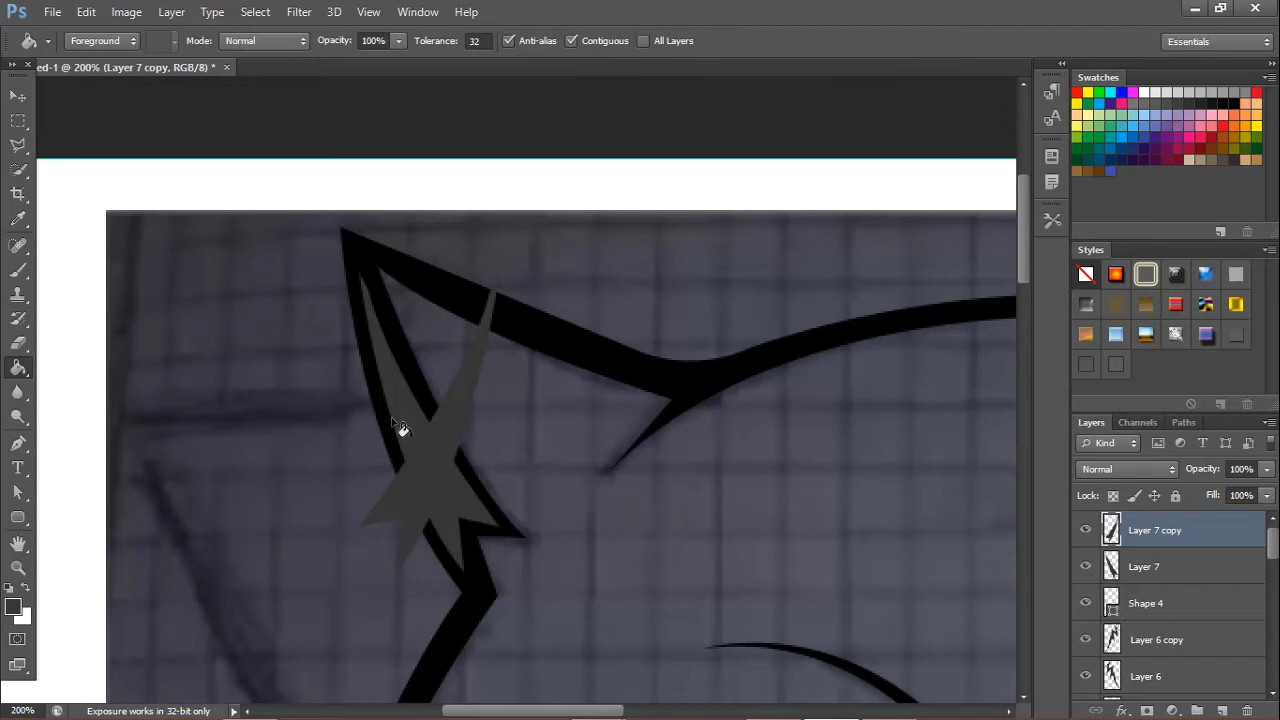 Ps File Edit Image Layer Type Select Filter 3D View Window Help
Foreground Mode: Normal Opacity: 100% Tolerance: 32 Anti-alias Contiguous All Layers Essentials
ed-1 @ 200% (Layer 7 copy, RGB/8) *
Swatches
Styles
Layers Channels Paths
Kind
Normal Opacity: 100%
Lock: Fill: 100%
Layer 7 copy
Layer 7
Shape 4
Layer 6 copy
Layer 6
200% Exposure works in 32-bit only